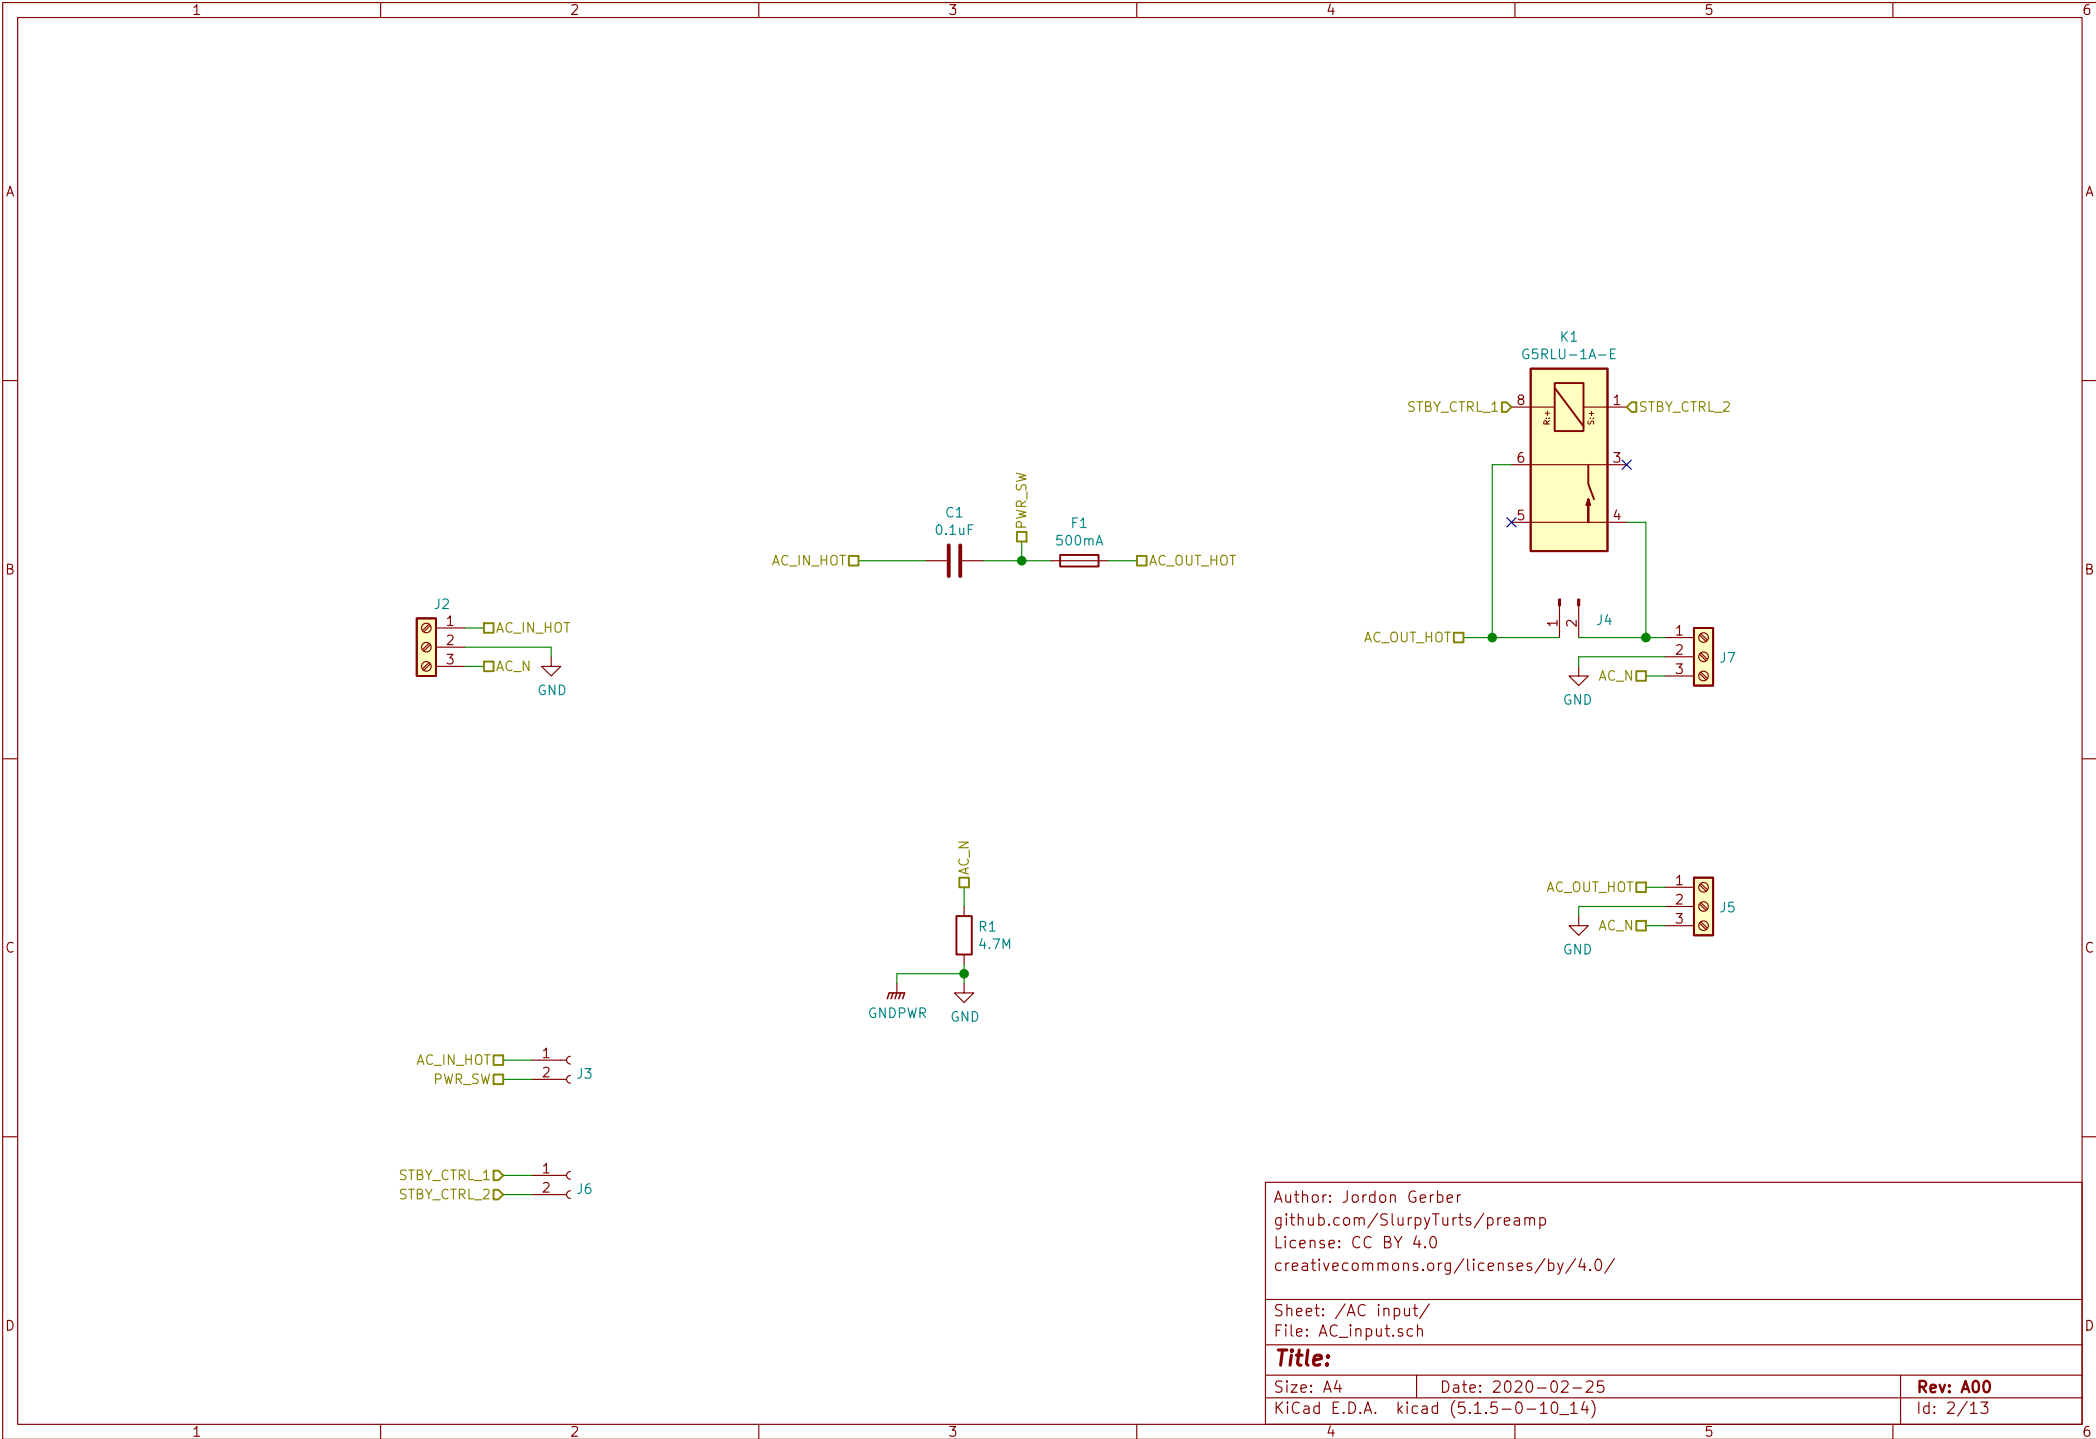 1 2 3 4 5 6
A A
K1
G5RLU-1A-E
STBY_CTRL_1 8 1 STBY_CTRL_2
R:+ S:+
6 3
5 4
PWR_SW
C1 F1
0.1uF 500mA
AC_IN_HOT AC_OUT_HOT
B B
J2
1 AC_IN_HOT
2
3 AC_N
GND
1 2 J4
AC_OUT_HOT 1
2 J7
AC_N 3
GND
AC_N
R1
4.7M
GNDPWR GND
AC_OUT_HOT 1
2 J5
AC_N 3
GND
C C
AC_IN_HOT 1
PWR_SW 2 J3
STBY_CTRL_1 1
STBY_CTRL_2 2 J6
Author: Jordon Gerber
github.com/SlurpyTurts/preamp
License: CC BY 4.0
creativecommons.org/licenses/by/4.0/
Sheet: /AC input/
File: AC_input.sch
D D
Title:
Size: A4 Date: 2020-02-25 Rev: A00
KiCad E.D.A. kicad (5.1.5-0-10_14) Id: 2/13
1 2 3 4 5 6